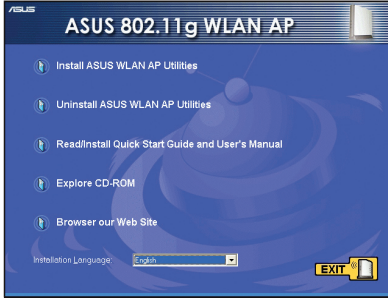 ASUS
ASUS 802.11g WLAN AP
Install ASUS WLAN AP Utilities
Uninstall ASUS WLAN AP Utilities
Read/Install Quick Start Guide and User's Manual
Explore CD-ROM
Browser our Web Site
Installation Language: English
EXIT